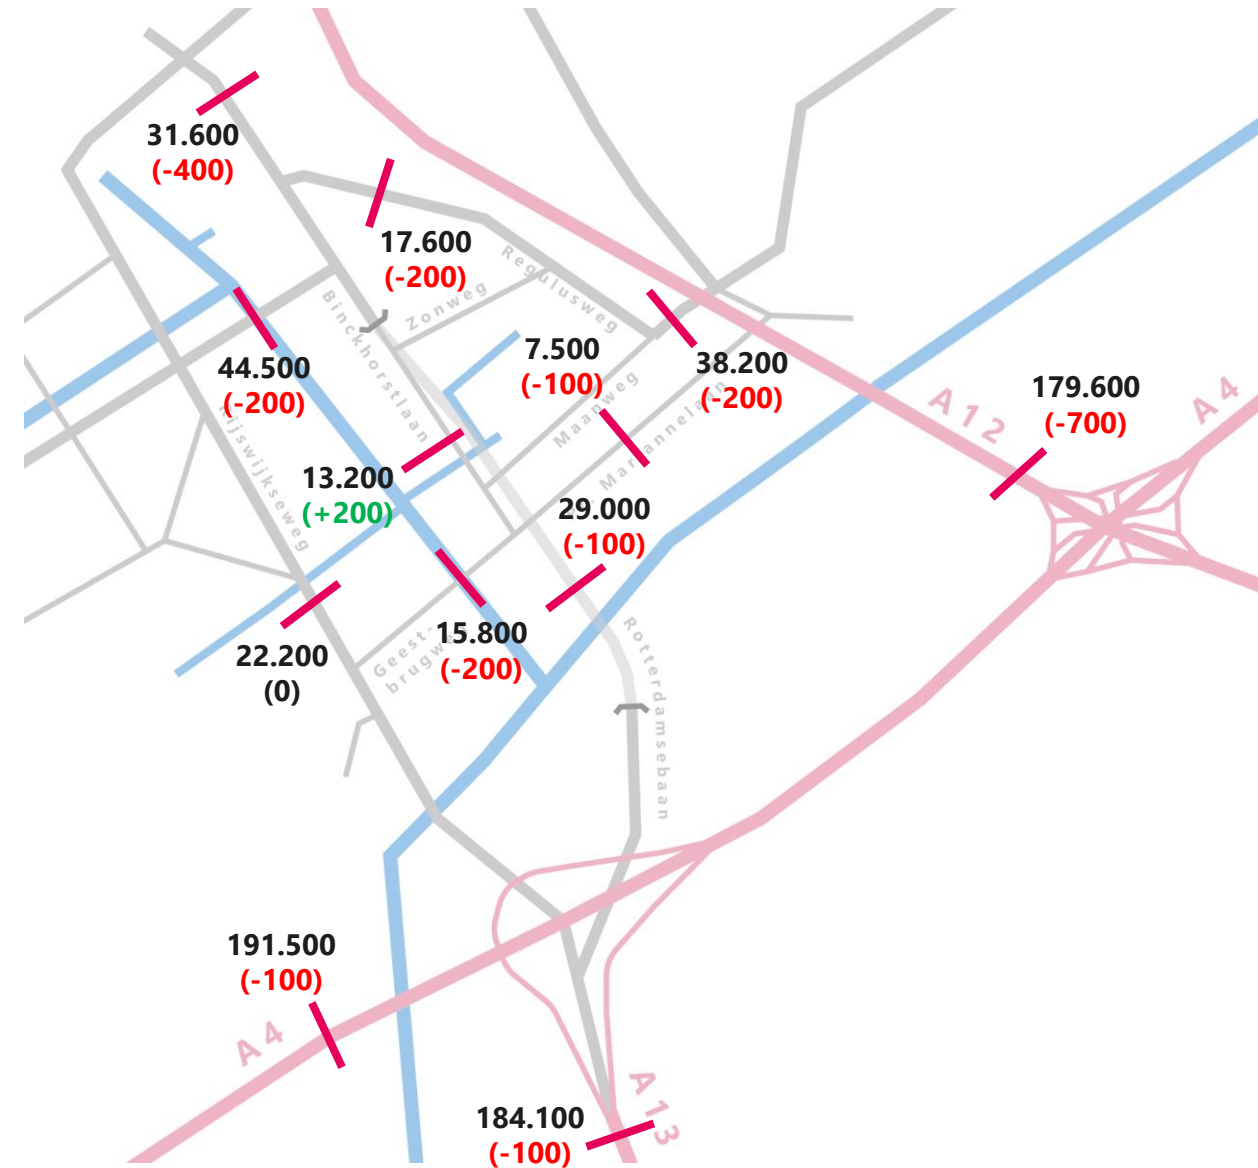 31.600
(-400)
17.600
(-200)
Regulusweg
Zonweg
Binckhorstlaan
7.500
(-100)
38.200
(-200)
44.500
(-200)
179.600
(-700)
A12
A4
Maanweg
Mariannelaan
Rijswijkseweg
13.200
(+200)
29.000
(-100)
22.200
(0)
15.800
(-200)
Geest-
brugweg
Rotterdamsebaan
191.500
(-100)
A4
184.100
(-100)
A13